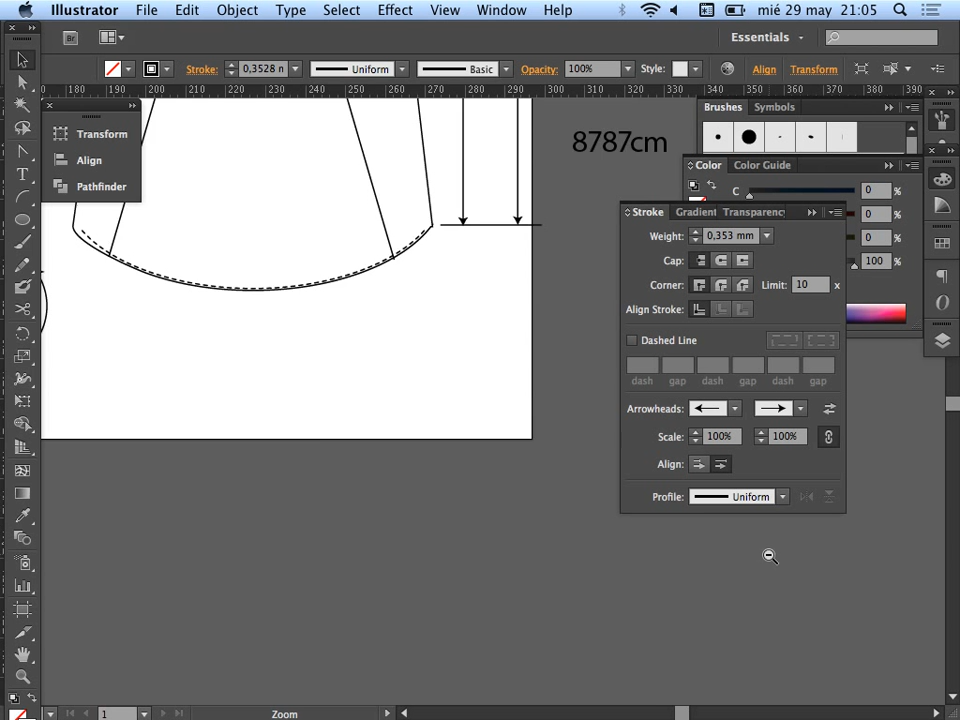 Illustrator File Edit Object Type Select Effect View Window Help mié 29 may 21:05
Br Essentials
Stroke: 0,3528 n Uniform Basic Opacity: 100% Style: Align Transform
180 190 200 210 220 230 240 250 260 270 280 290 300 310 320 330 340 350 360 370 380 390
Brushes Symbols
Transform
Align
Pathfinder
8787cm
Color Color Guide
C 0 %
Stroke Gradient Transparency
0 %
Weight: 0,353 mm
0 %
Cap:
100 %
Corner: Limit: 10 x
Align Stroke:
Dashed Line
dash gap dash gap dash gap
Arrowheads:
Scale: 100% 100%
Align:
Profile: Uniform
1 Zoom